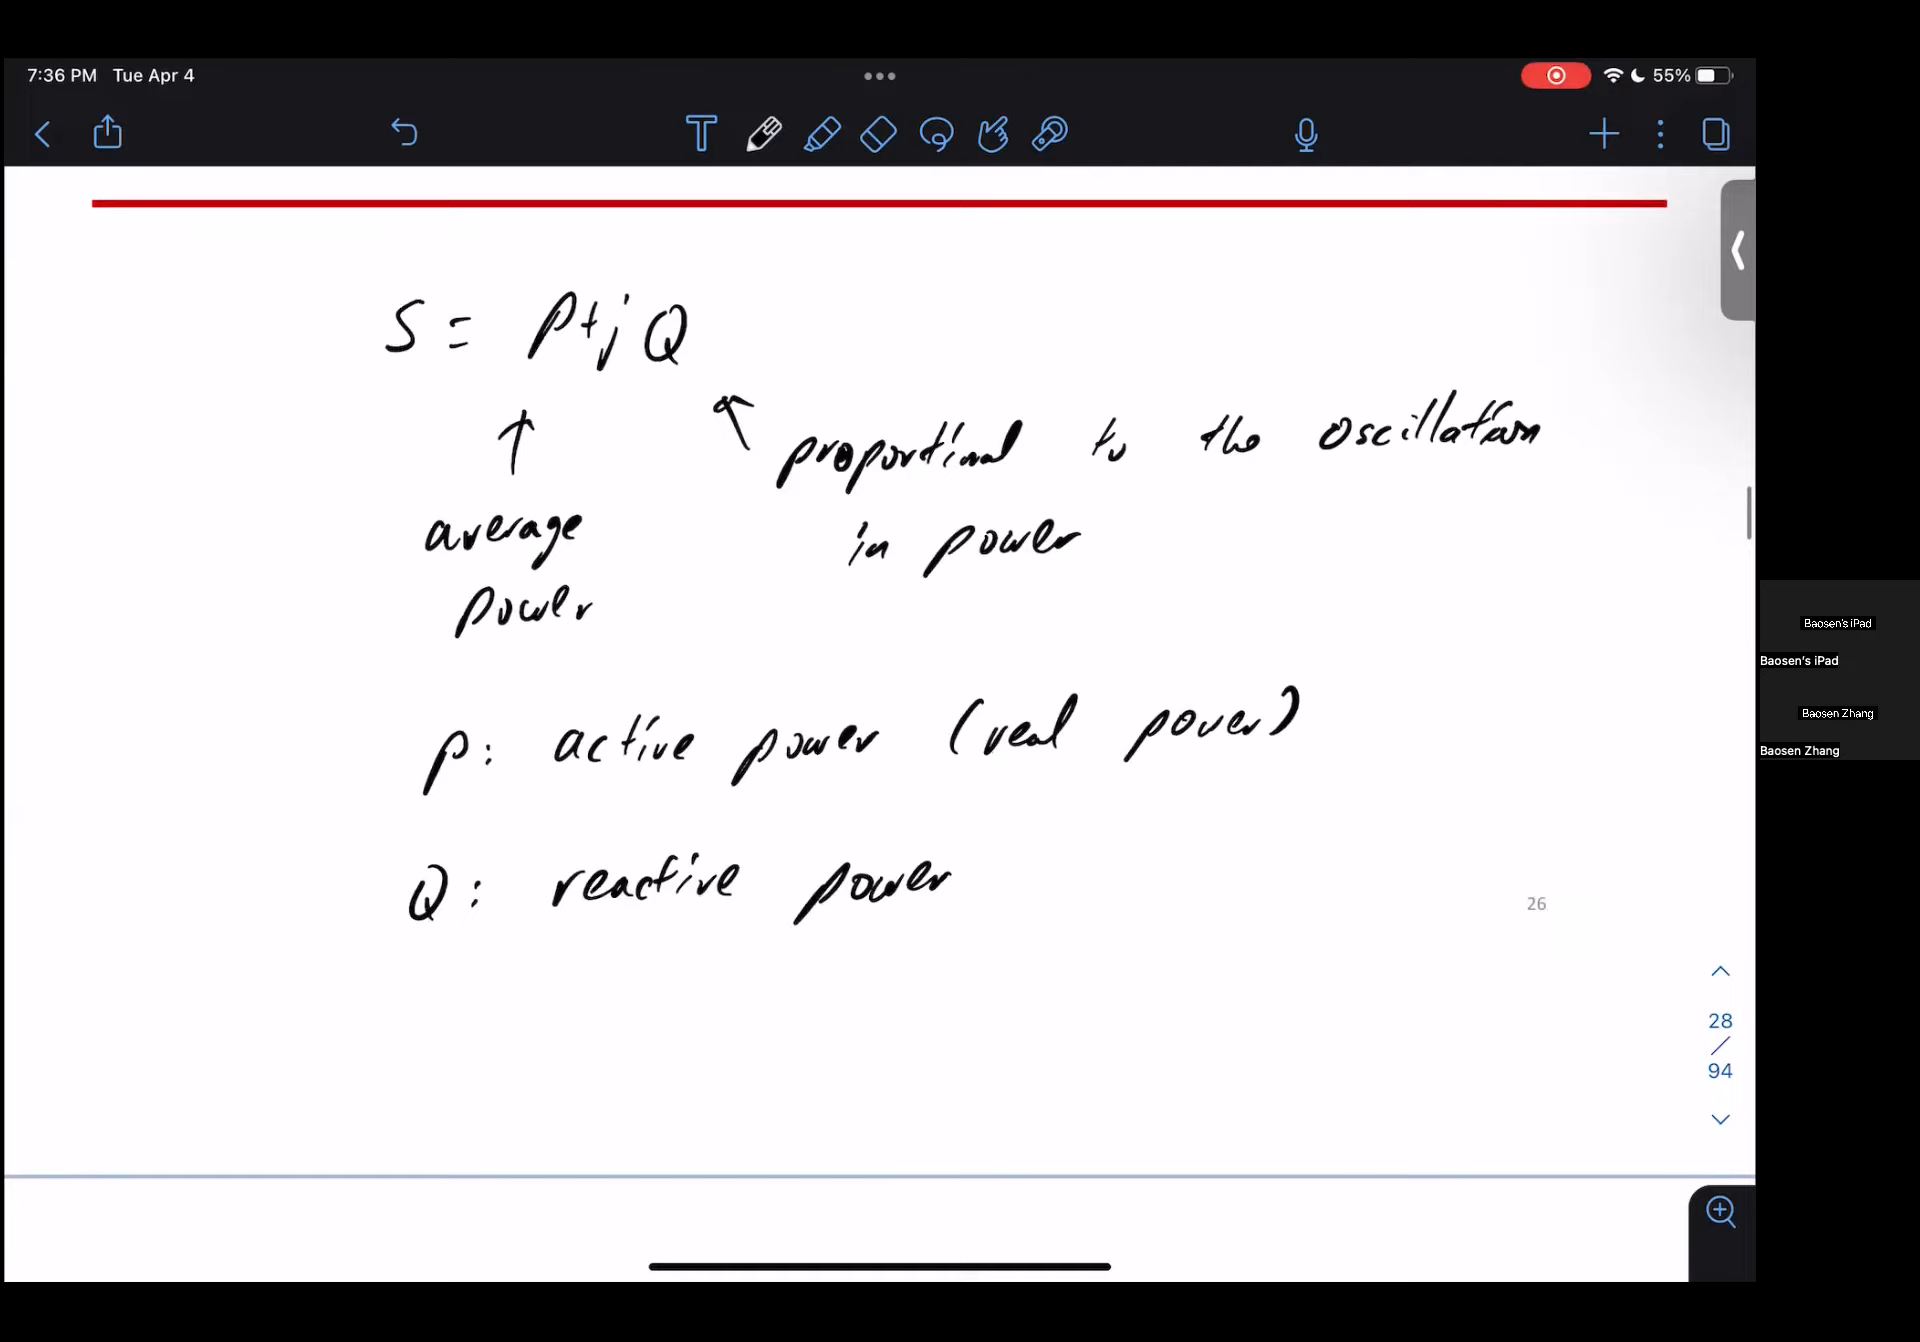 7:36 PM Tue Apr 4
55%
S = P+jQ
proportional to the oscillation
in power
average
power
P: active power (real power)
Q: reactive power
26
28
/
94
Baosen's iPad
Baosen's iPad
Baosen Zhang
Baosen Zhang